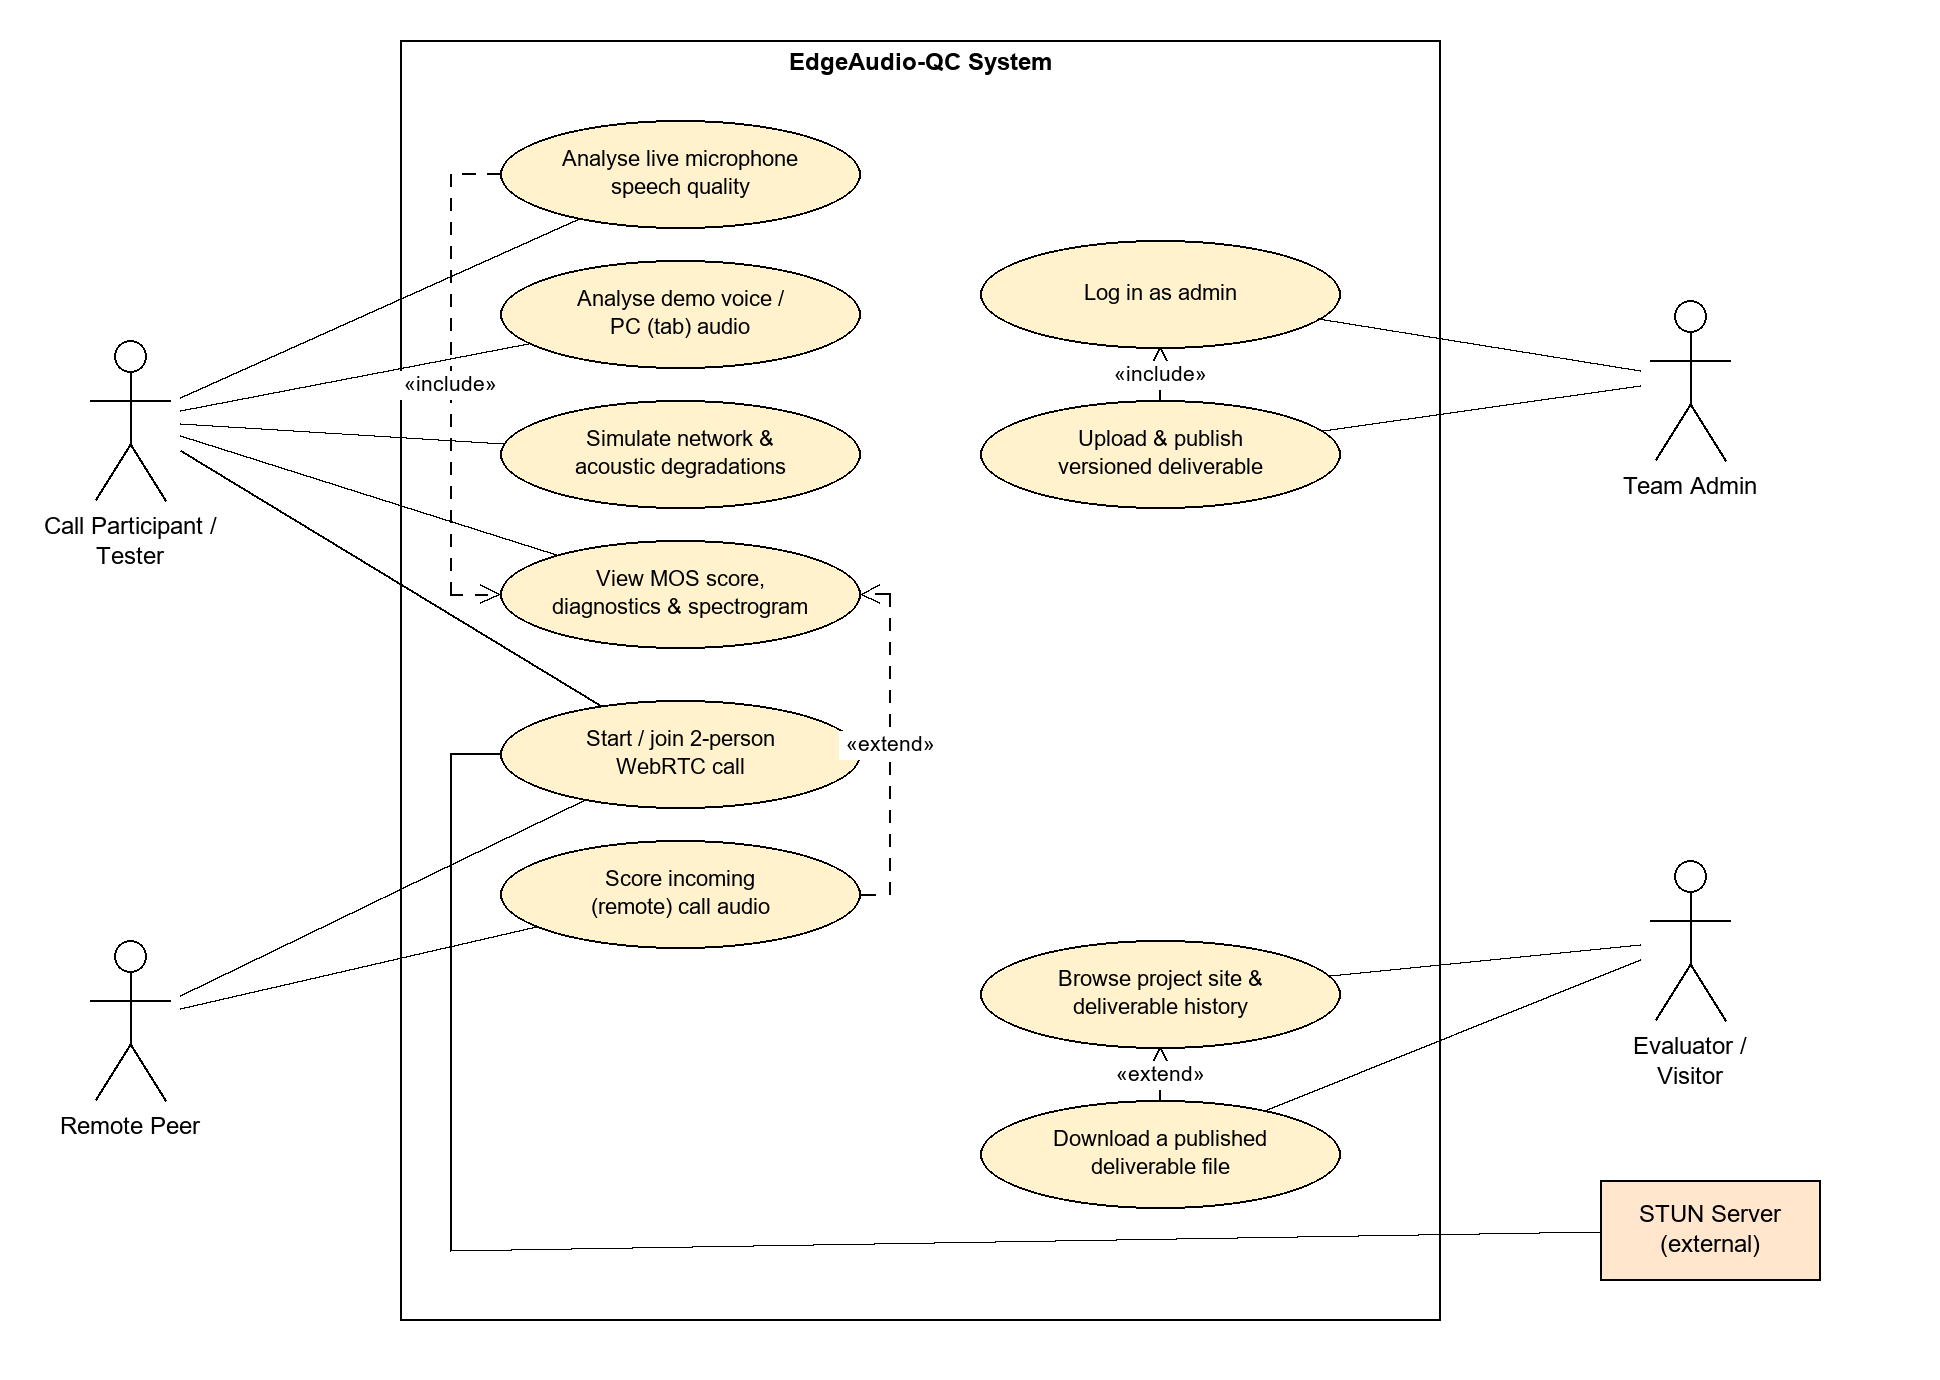 EdgeAudio-QC System
Analyse live microphone
speech quality
Analyse demo voice /
PC (tab) audio
«include»
Simulate network &
acoustic degradations
View MOS score,
diagnostics & spectrogram
Start / join 2-person
WebRTC call
«extend»
Score incoming
(remote) call audio
Log in as admin
«include»
Upload & publish
versioned deliverable
Browse project site &
deliverable history
«extend»
Download a published
deliverable file
Call Participant /
Tester
Remote Peer
Team Admin
Evaluator /
Visitor
STUN Server
(external)